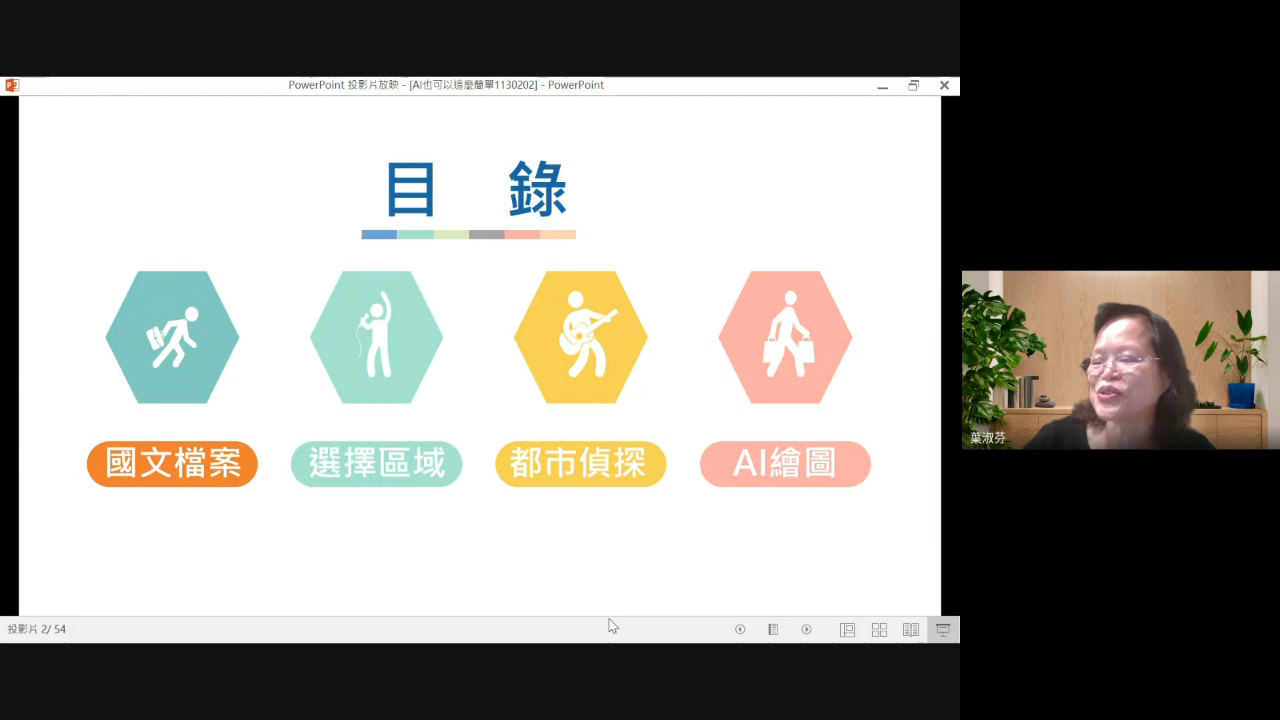 PowerPoint 投影片放映 - [AI也可以這麼簡單1130202] - PowerPoint
目 錄
國文檔案
選擇區域
都市偵探
AI繪圖
葉淑芬
投影片 2/ 54